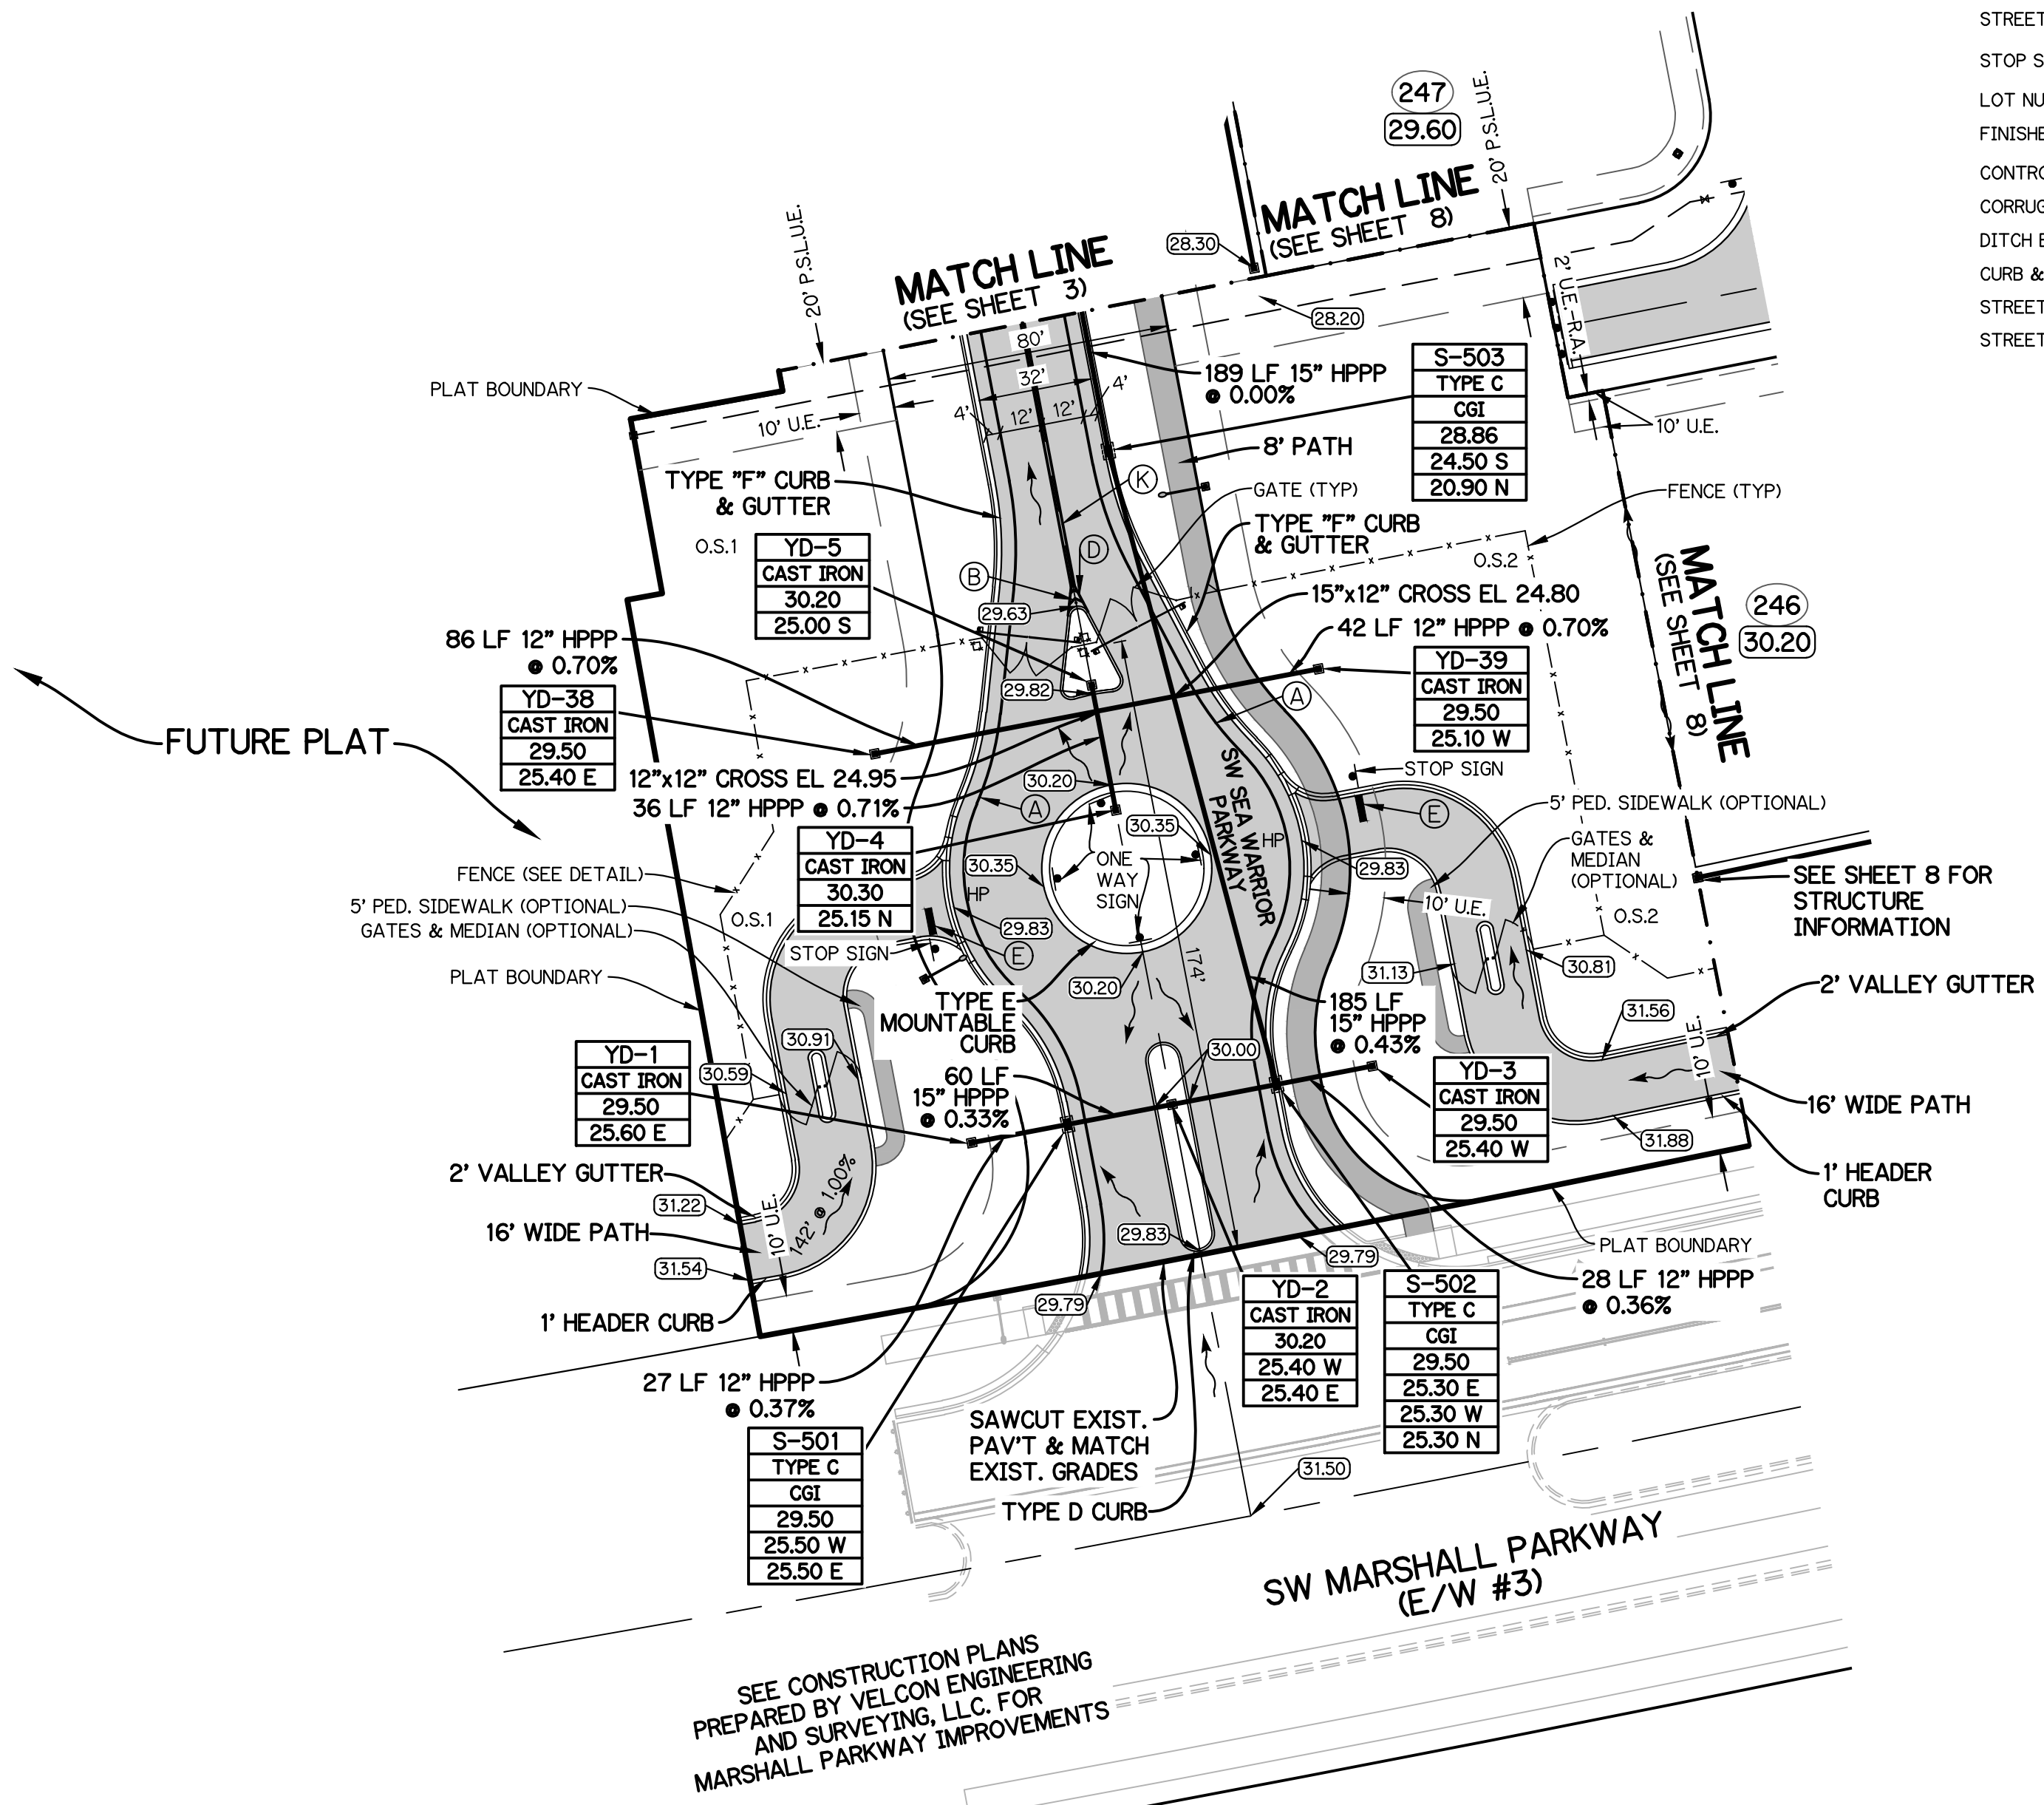 STREET
STOP S
LOT NU
FINISHE
CONTRO
CORRUG
DITCH E
CURB &
STREET
STREET
247
29.60
20' P.S.L.U.E.
MATCH LINE
(SEE SHEET 8)
28.30
28.20
20' P.S.L.U.E.
MATCH LINE
(SEE SHEET 3)
2' U.E.-R.A.
80'
32'
4'
12'
12'
4'
PLAT BOUNDARY
10' U.E.
189 LF 15" HPPP
@ 0.00%
S-503
TYPE C
CGI
28.86
24.50 S
20.90 N
10' U.E.
8' PATH
TYPE "F" CURB
& GUTTER
K
GATE (TYP)
FENCE (TYP)
TYPE "F" CURB
& GUTTER
O.S.1
YD-5
CAST IRON
30.20
25.00 S
B
D
O.S.2
29.63
15"x12" CROSS EL 24.80
42 LF 12" HPPP @ 0.70%
MATCH LINE
(SEE SHEET 8)
246
30.20
86 LF 12" HPPP
@ 0.70%
YD-38
CAST IRON
29.50
25.40 E
29.82
A
YD-39
CAST IRON
29.50
25.10 W
FUTURE PLAT
12"x12" CROSS EL 24.95
36 LF 12" HPPP @ 0.71%
30.20
A
SW SEA WARRIOR
PARKWAY
STOP SIGN
E
5' PED. SIDEWALK (OPTIONAL)
GATES &
MEDIAN
(OPTIONAL)
YD-4
CAST IRON
30.30
25.15 N
30.35
30.35
ONE
WAY
SIGN
HP
HP
29.83
FENCE (SEE DETAIL)
5' PED. SIDEWALK (OPTIONAL)
GATES & MEDIAN (OPTIONAL)
O.S.1
10' U.E.
O.S.2
SEE SHEET 8 FOR
STRUCTURE
INFORMATION
29.83
STOP SIGN
E
PLAT BOUNDARY
30.20
174'
31.13
30.81
2' VALLEY GUTTER
TYPE E
MOUNTABLE
CURB
185 LF
15" HPPP
@ 0.43%
31.56
10' U.E.
YD-1
CAST IRON
29.50
25.60 E
30.91
30.59
30.00
60 LF
15" HPPP
@ 0.33%
YD-3
CAST IRON
29.50
25.40 W
16' WIDE PATH
31.88
1' HEADER
CURB
2' VALLEY GUTTER
31.22
16' WIDE PATH
10' U.E.
142' @ 1.00%
31.54
1' HEADER CURB
29.83
29.79
29.79
PLAT BOUNDARY
28 LF 12" HPPP
@ 0.36%
YD-2
CAST IRON
30.20
25.40 W
25.40 E
S-502
TYPE C
CGI
29.50
25.30 E
25.30 W
25.30 N
27 LF 12" HPPP
@ 0.37%
S-501
TYPE C
CGI
29.50
25.50 W
25.50 E
SAWCUT EXIST.
PAV'T & MATCH
EXIST. GRADES
TYPE D CURB
31.50
SW MARSHALL PARKWAY
(E/W #3)
SEE CONSTRUCTION PLANS
PREPARED BY VELCON ENGINEERING
AND SURVEYING, LLC. FOR
MARSHALL PARKWAY IMPROVEMENTS